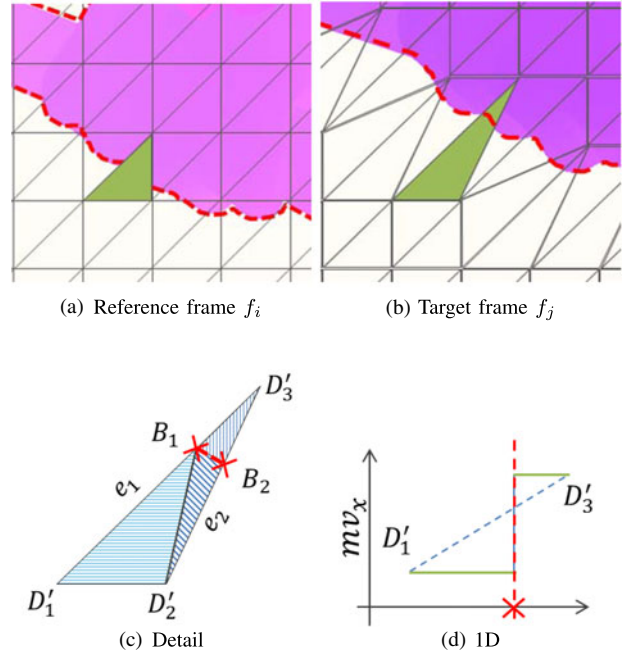 (a) Reference frame f_i
(b) Target frame f_j
D′_3
B_1
B_2
e_1
e_2
D′_1
D′_2
(c) Detail
mv_x
D′_3
D′_1
(d) 1D